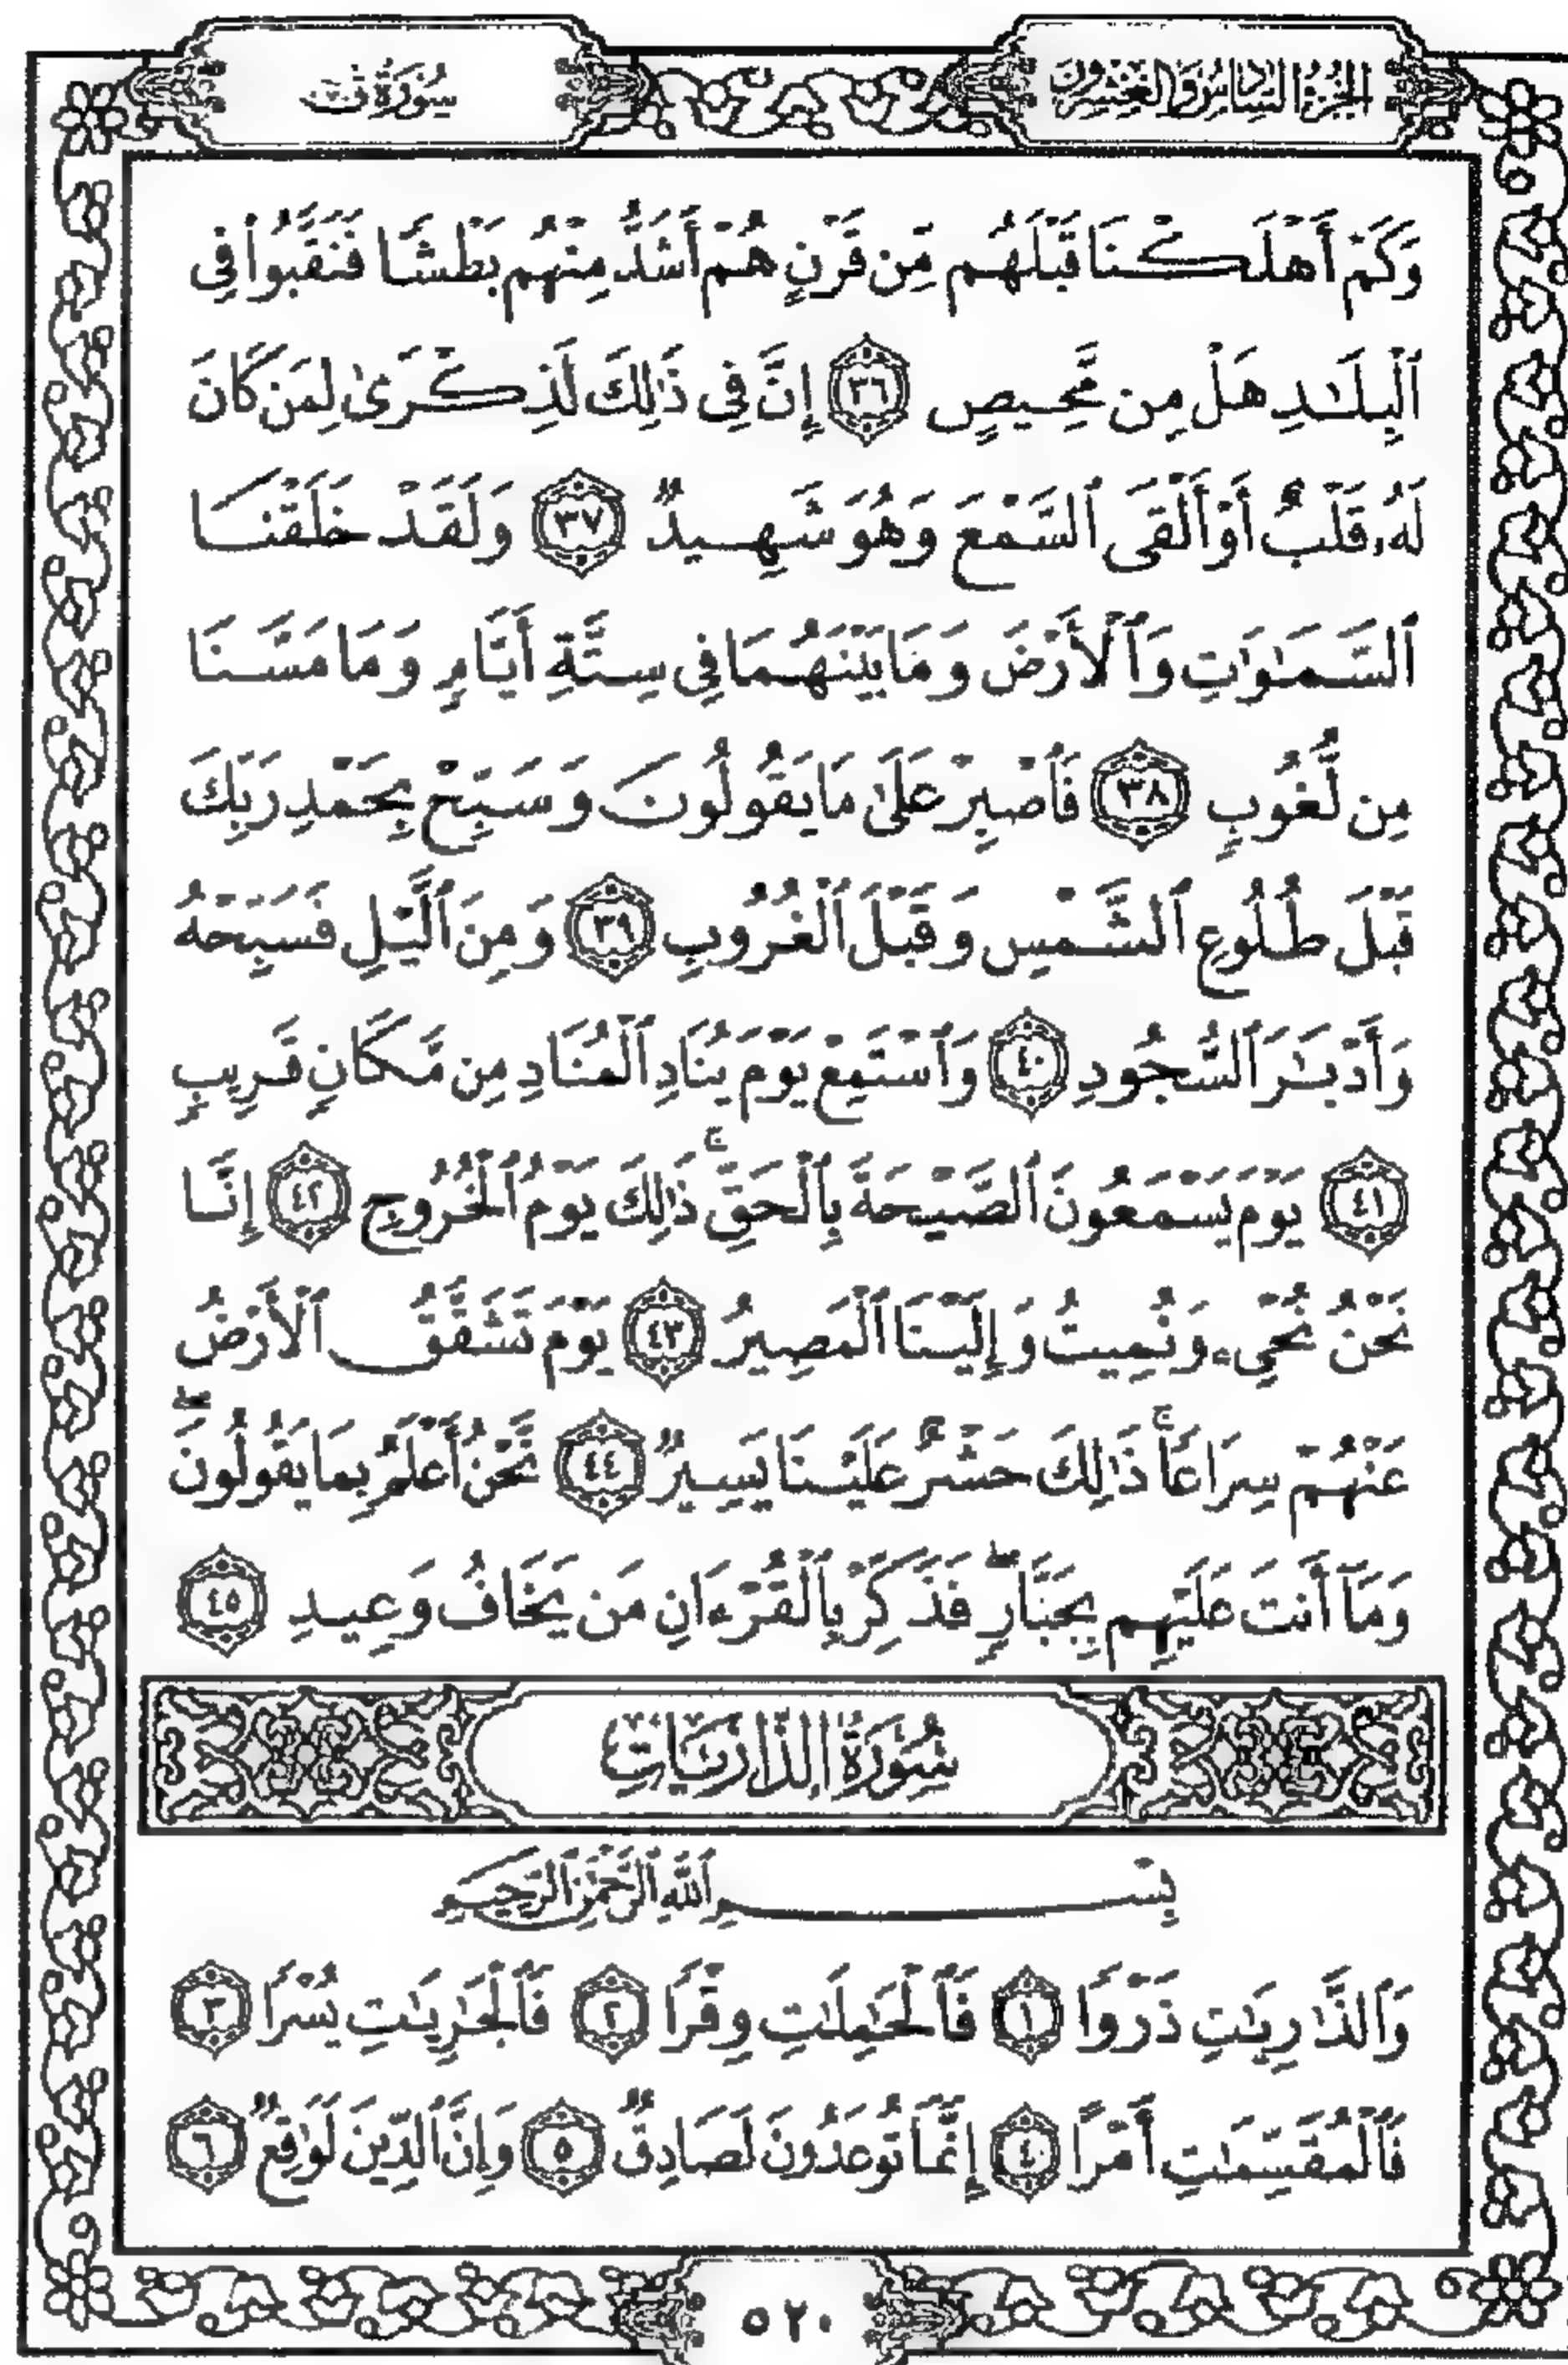 الجزء السادس والعشرون
سورة ق
وَكَمْ أَهْلَكْنَا قَبْلَهُم مِّن قَرْنٍ هُمْ أَشَدُّ مِنْهُم بَطْشًا فَنَقَّبُوا۟ فِى
ٱلْبِلَـٰدِ هَلْ مِن مَّحِيصٍ ٣٦ إِنَّ فِى ذَٰلِكَ لَذِكْرَىٰ لِمَن كَانَ
لَهُۥ قَلْبٌ أَوْ أَلْقَى ٱلسَّمْعَ وَهُوَ شَهِيدٌ ٣٧ وَلَقَدْ خَلَقْنَا
ٱلسَّمَـٰوَٰتِ وَٱلْأَرْضَ وَمَا بَيْنَهُمَا فِى سِتَّةِ أَيَّامٍ وَمَا مَسَّنَا
مِن لُّغُوبٍ ٣٨ فَٱصْبِرْ عَلَىٰ مَا يَقُولُونَ وَسَبِّحْ بِحَمْدِ رَبِّكَ
قَبْلَ طُلُوعِ ٱلشَّمْسِ وَقَبْلَ ٱلْغُرُوبِ ٣٩ وَمِنَ ٱلَّيْلِ فَسَبِّحْهُ
وَأَدْبَـٰرَ ٱلسُّجُودِ ٤٠ وَٱسْتَمِعْ يَوْمَ يُنَادِ ٱلْمُنَادِ مِن مَّكَانٍ قَرِيبٍ
٤١ يَوْمَ يَسْمَعُونَ ٱلصَّيْحَةَ بِٱلْحَقِّ ۚ ذَٰلِكَ يَوْمُ ٱلْخُرُوجِ ٤٢ إِنَّا
نَحْنُ نُحْىِۦ وَنُمِيتُ وَإِلَيْنَا ٱلْمَصِيرُ ٤٣ يَوْمَ تَشَقَّقُ ٱلْأَرْضُ
عَنْهُمْ سِرَاعًا ۚ ذَٰلِكَ حَشْرٌ عَلَيْنَا يَسِيرٌ ٤٤ نَّحْنُ أَعْلَمُ بِمَا يَقُولُونَ ۖ
وَمَآ أَنتَ عَلَيْهِم بِجَبَّارٍ ۖ فَذَكِّرْ بِٱلْقُرْءَانِ مَن يَخَافُ وَعِيدِ ٤٥
سُورَةُ الذَّارِيَاتِ
بِسْمِ ٱللَّهِ ٱلرَّحْمَـٰنِ ٱلرَّحِيمِ
وَٱلذَّٰرِيَـٰتِ ذَرْوًا ١ فَٱلْحَـٰمِلَـٰتِ وِقْرًا ٢ فَٱلْجَـٰرِيَـٰتِ يُسْرًا ٣
فَٱلْمُقَسِّمَـٰتِ أَمْرًا ٤ إِنَّمَا تُوعَدُونَ لَصَادِقٌ ٥ وَإِنَّ ٱلدِّينَ لَوَٰقِعٌ ٦
٥٢٠